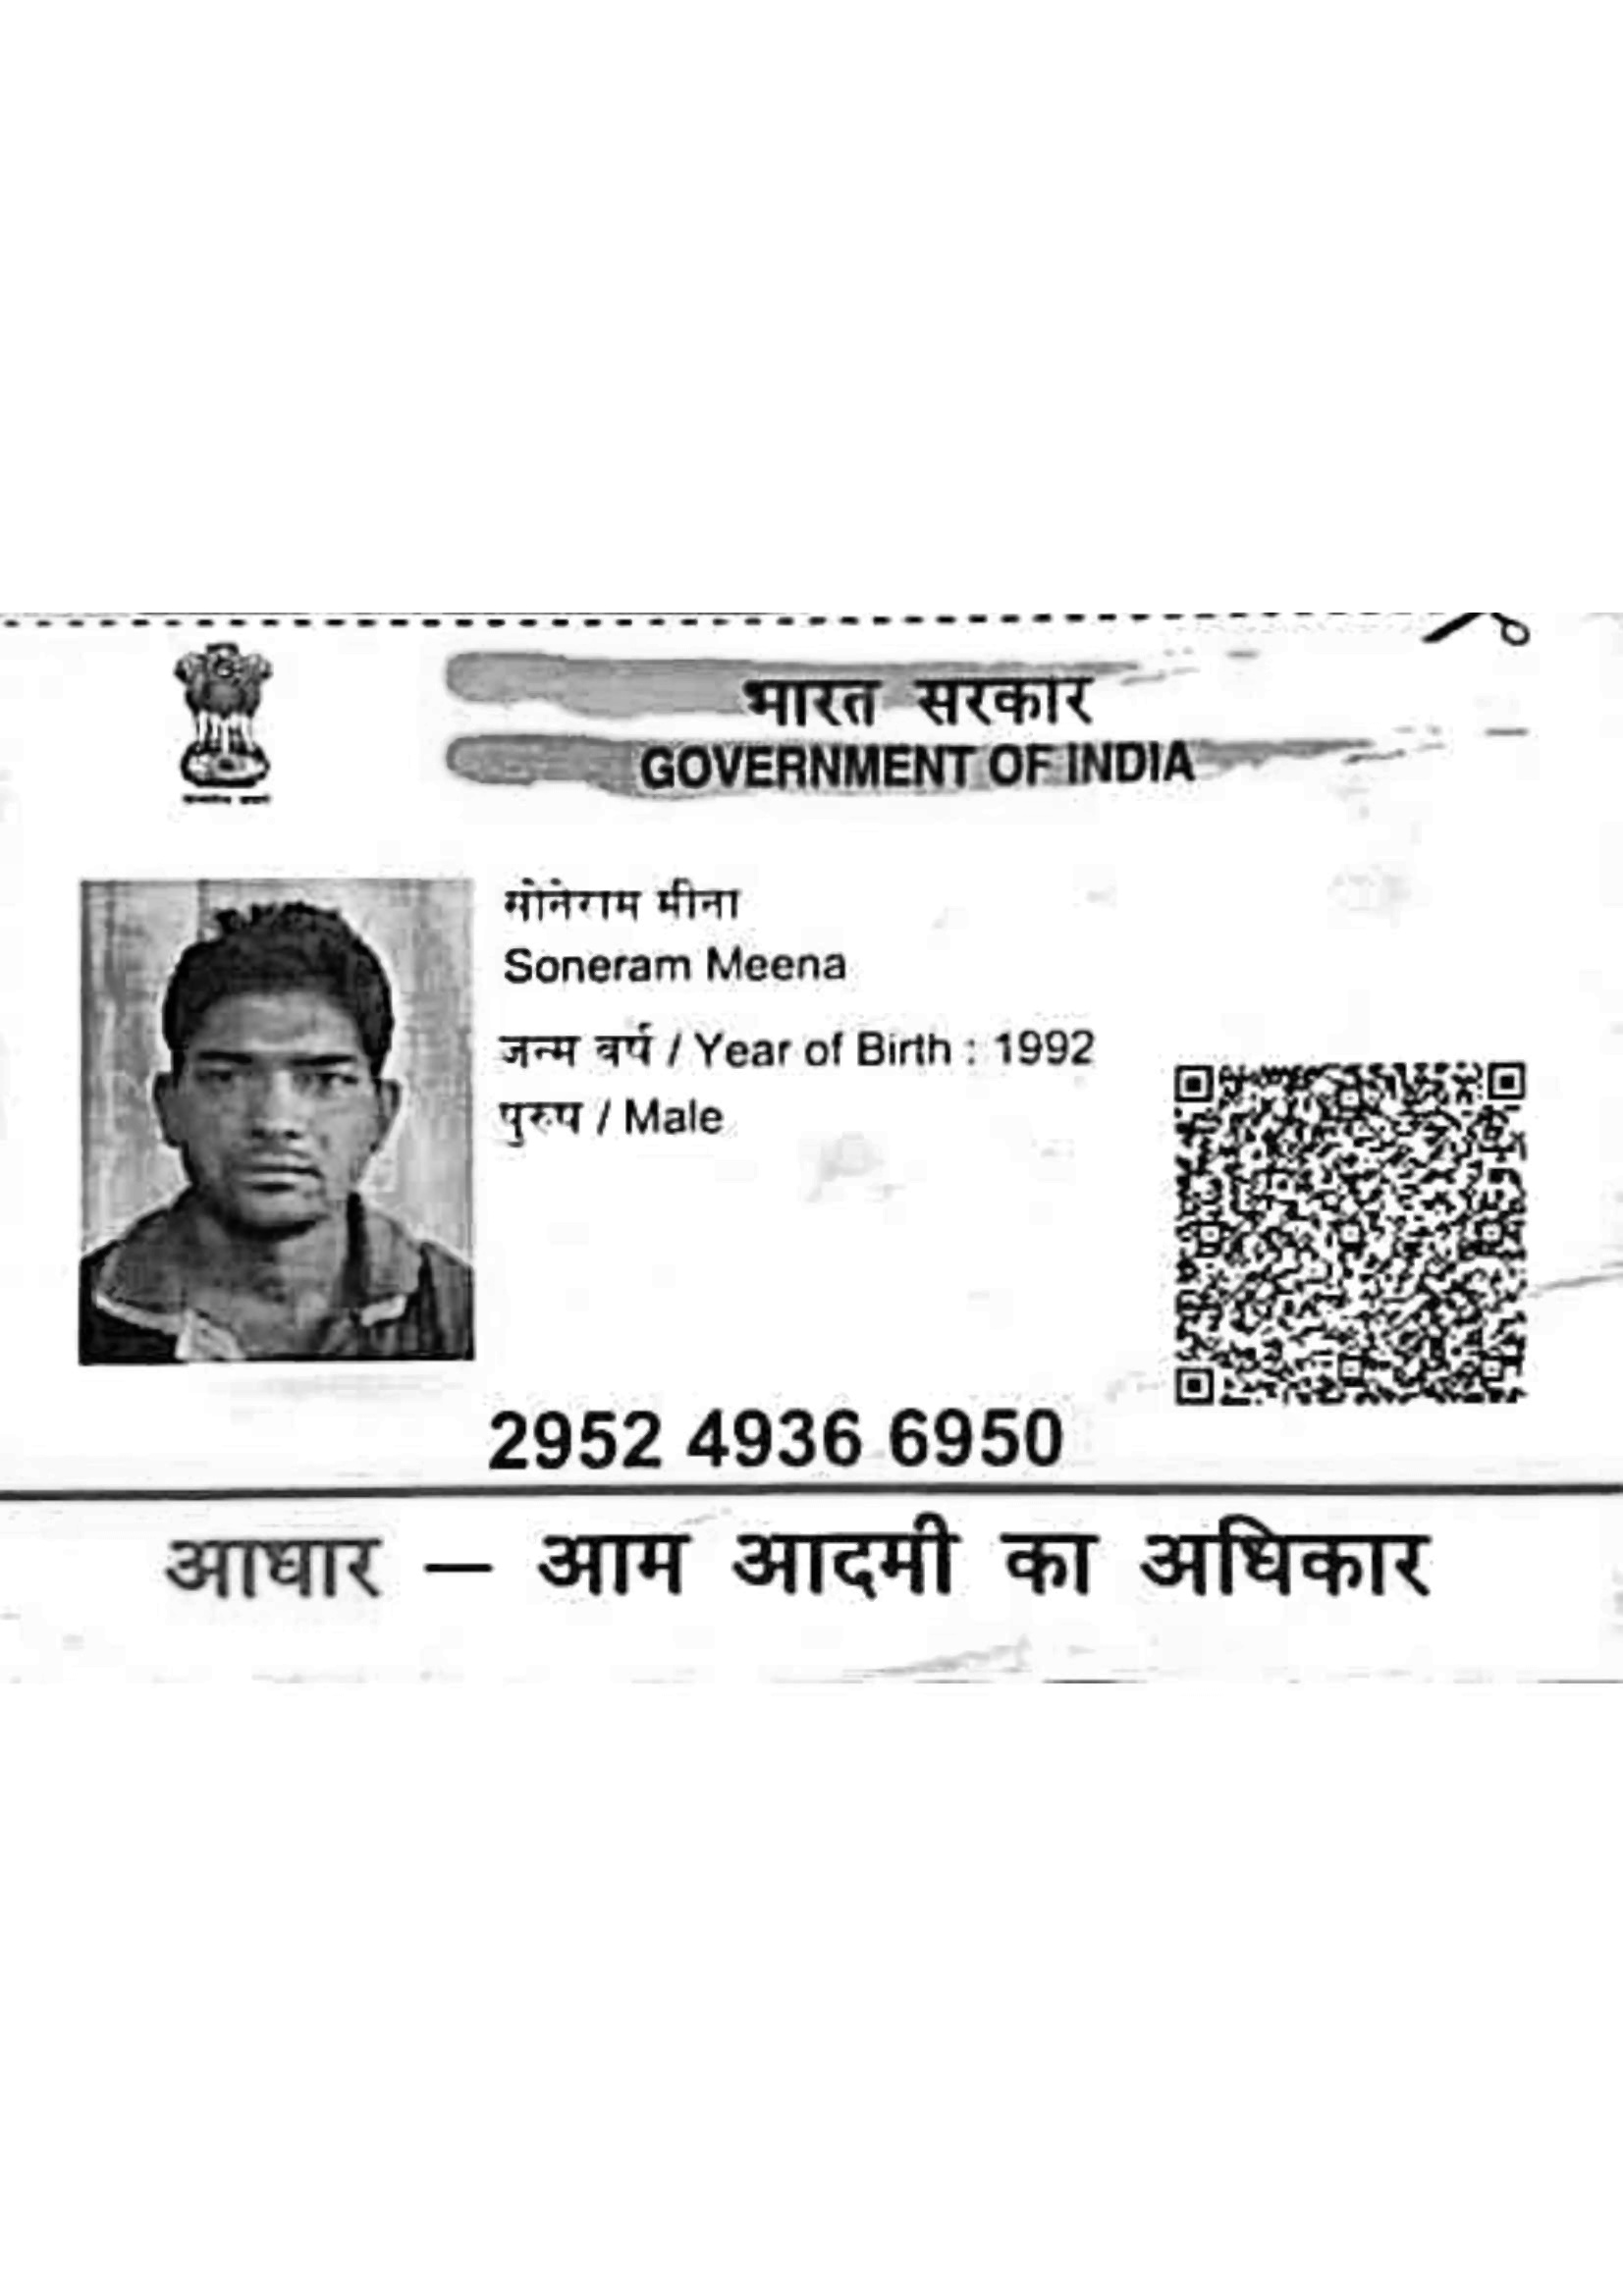 भारत सरकार
GOVERNMENT OF INDIA
सोनेराम मीना
Soneram Meena
जन्म वर्ष / Year of Birth : 1992
पुरुष / Male
2952 4936 6950
आधार – आम आदमी का अधिकार